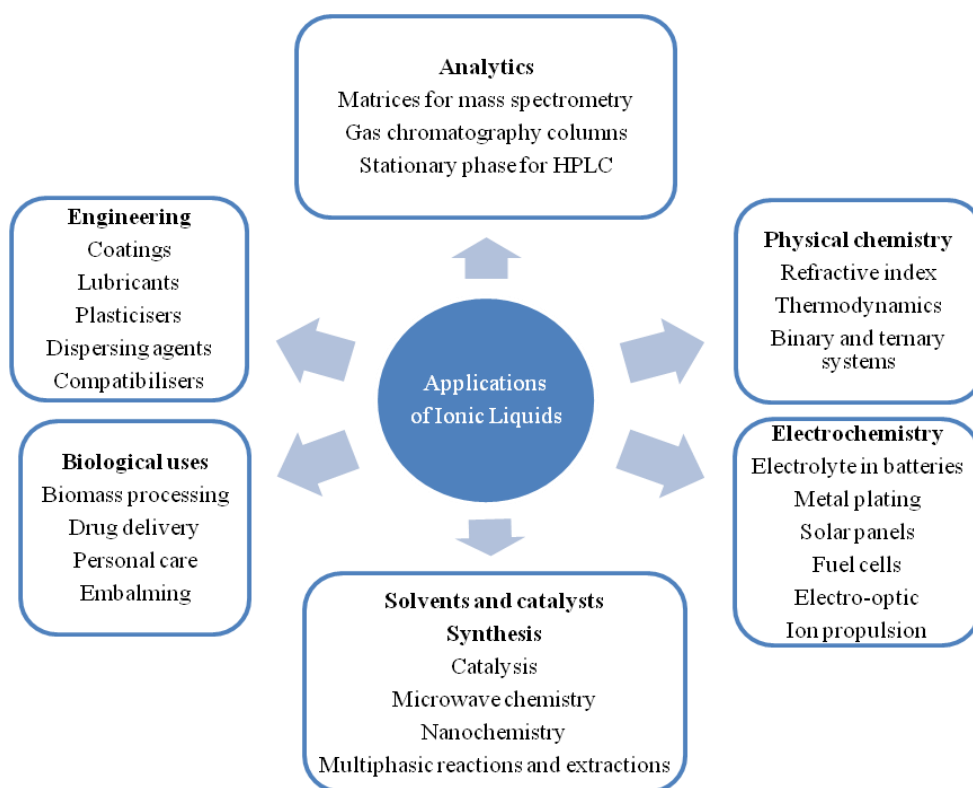 Analytics
Matrices for mass spectrometry
Gas chromatography columns
Stationary phase for HPLC
Engineering
Coatings
Lubricants
Plasticisers
Dispersing agents
Compatibilisers
Physical chemistry
Refractive index
Thermodynamics
Binary and ternary
systems
Applications
of Ionic Liquids
Biological uses
Biomass processing
Drug delivery
Personal care
Embalming
Electrochemistry
Electrolyte in batteries
Metal plating
Solar panels
Fuel cells
Electro-optic
Ion propulsion
Solvents and catalysts
Synthesis
Catalysis
Microwave chemistry
Nanochemistry
Multiphasic reactions and extractions